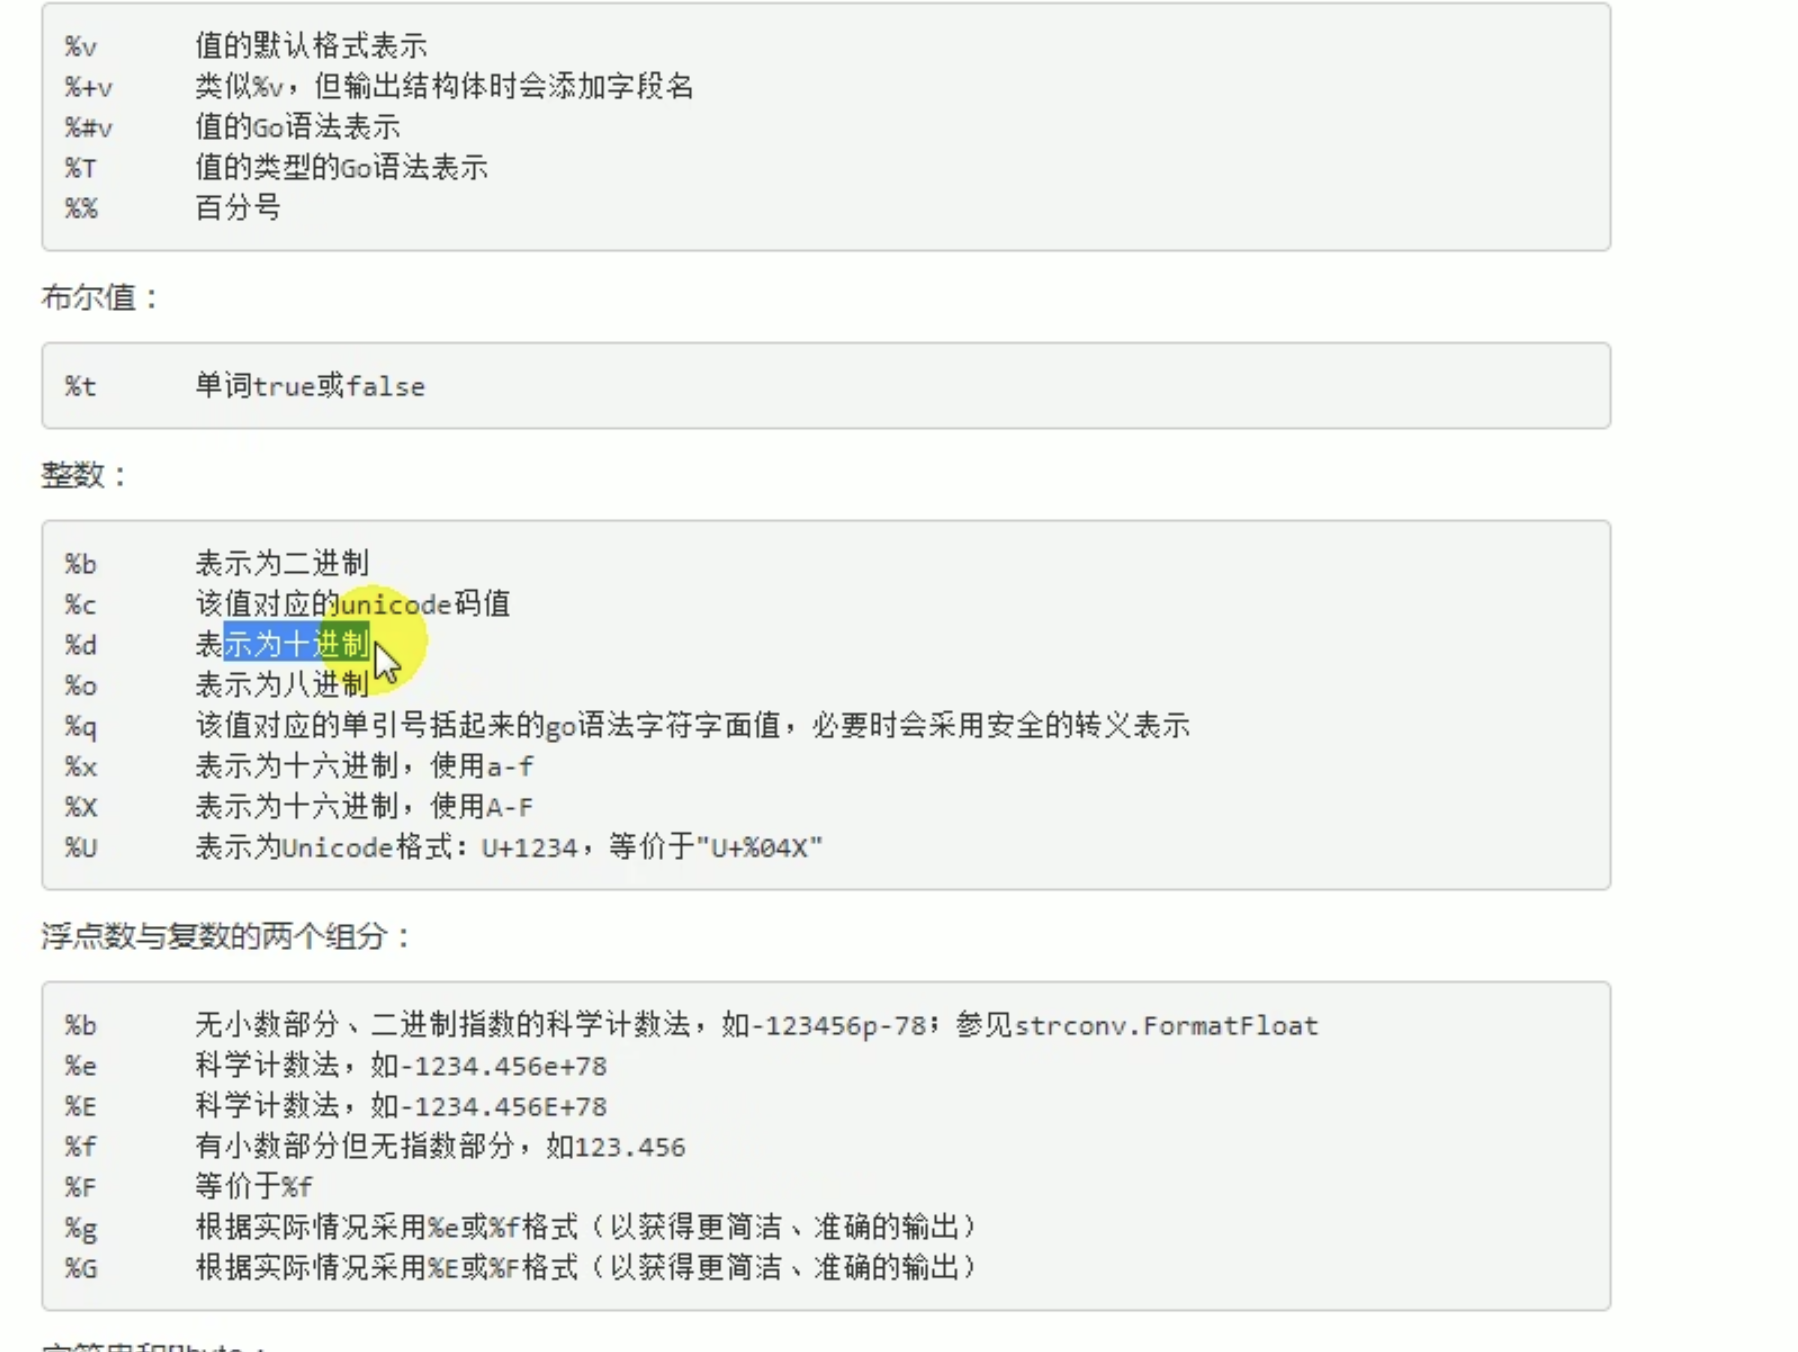 %v 值的默认格式表示
%+v 类似%v，但输出结构体时会添加字段名
%#v 值的Go语法表示
%T 值的类型的Go语法表示
%% 百分号
布尔值：
%t 单词true或false
整数：
%b 表示为二进制
%c 该值对应的unicode码值
%d 表示为十进制
%o 表示为八进制
%q 该值对应的单引号括起来的go语法字符字面值，必要时会采用安全的转义表示
%x 表示为十六进制，使用a-f
%X 表示为十六进制，使用A-F
%U 表示为Unicode格式：U+1234，等价于"U+%04X"
浮点数与复数的两个组分：
%b 无小数部分、二进制指数的科学计数法，如-123456p-78；参见strconv.FormatFloat
%e 科学计数法，如-1234.456e+78
%E 科学计数法，如-1234.456E+78
%f 有小数部分但无指数部分，如123.456
%F 等价于%f
%g 根据实际情况采用%e或%f格式（以获得更简洁、准确的输出）
%G 根据实际情况采用%E或%F格式（以获得更简洁、准确的输出）